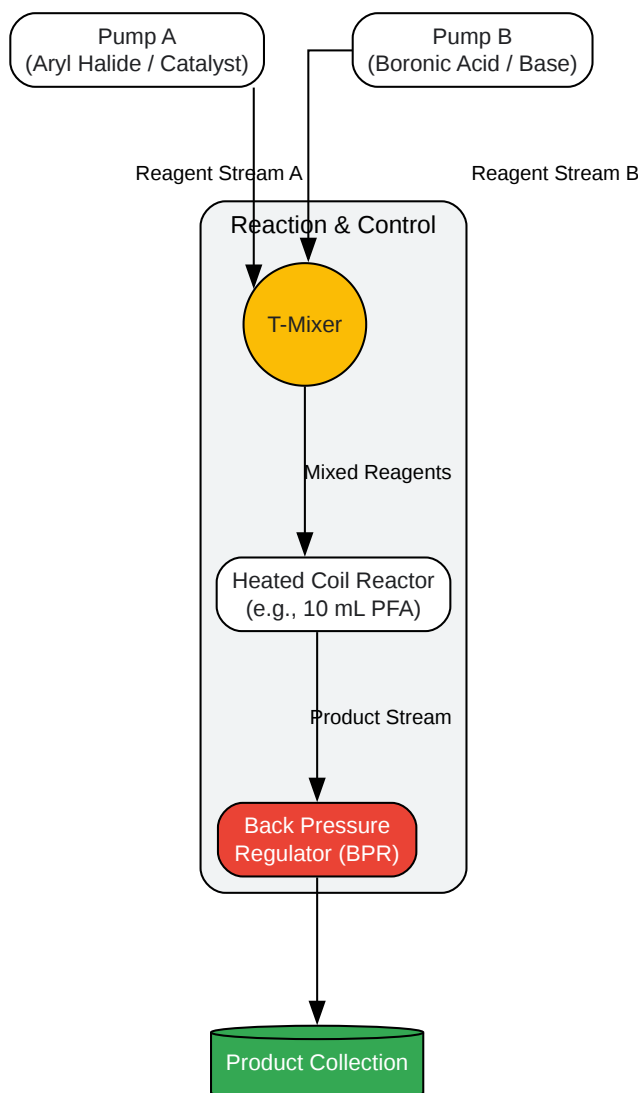 Pump A
(Aryl Halide / Catalyst)
Pump B
(Boronic Acid / Base)
Reagent Stream A
Reagent Stream B
Reaction & Control
T-Mixer
Mixed Reagents
Heated Coil Reactor
(e.g., 10 mL PFA)
Product Stream
Back Pressure
Regulator (BPR)
Product Collection